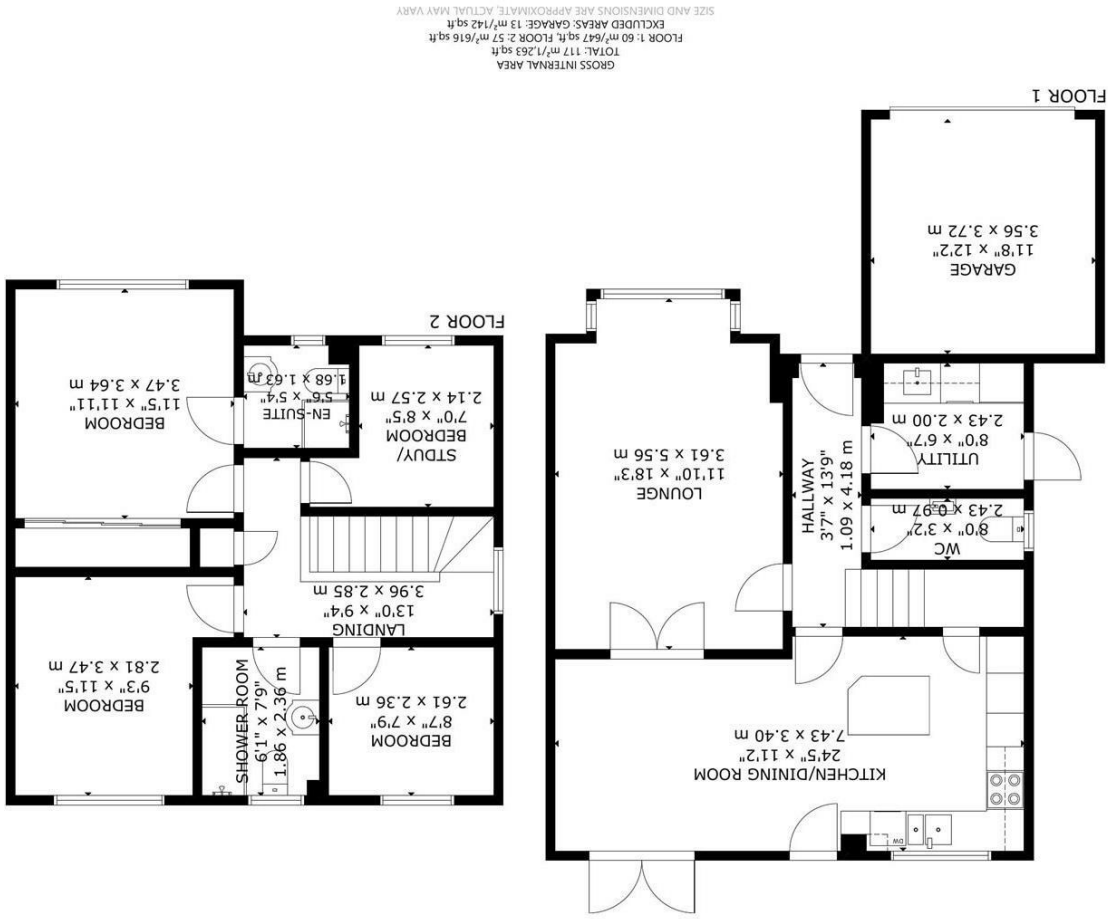 KITCHEN/DINING ROOM
24'5" x 11'2"
7.43 x 3.40 m
DW
WC
8'0" x 3'2"
2.43 x 0.97 m
UTILITY
8'0" x 6'7"
2.43 x 2.00 m
HALLWAY
3'7" x 13'9"
1.09 x 4.18 m
LOUNGE
11'10" x 18'3"
3.61 x 5.56 m
GARAGE
11'8" x 12'2"
3.56 x 3.72 m
FLOOR 1
BEDROOM
8'7" x 7'9"
2.61 x 2.36 m
SHOWER ROOM
6'1" x 7'9"
1.86 x 2.36 m
BEDROOM
9'3" x 11'5"
2.81 x 3.47 m
LANDING
13'0" x 9'4"
3.96 x 2.85 m
STDUY/
BEDROOM
7'0" x 8'5"
2.14 x 2.57 m
EN-SUITE
5'6" x 5'4"
1.68 x 1.63 m
BEDROOM
11'5" x 11'11"
3.47 x 3.64 m
FLOOR 2
GROSS INTERNAL AREA
TOTAL: 117 m²/1,263 sq.ft
FLOOR 1: 60 m²/647 sq.ft, FLOOR 2: 57 m²/616 sq.ft
EXCLUDED AREAS: GARAGE: 13 m²/142 sq.ft
SIZE AND DIMENSIONS ARE APPROXIMATE, ACTUAL MAY VARY